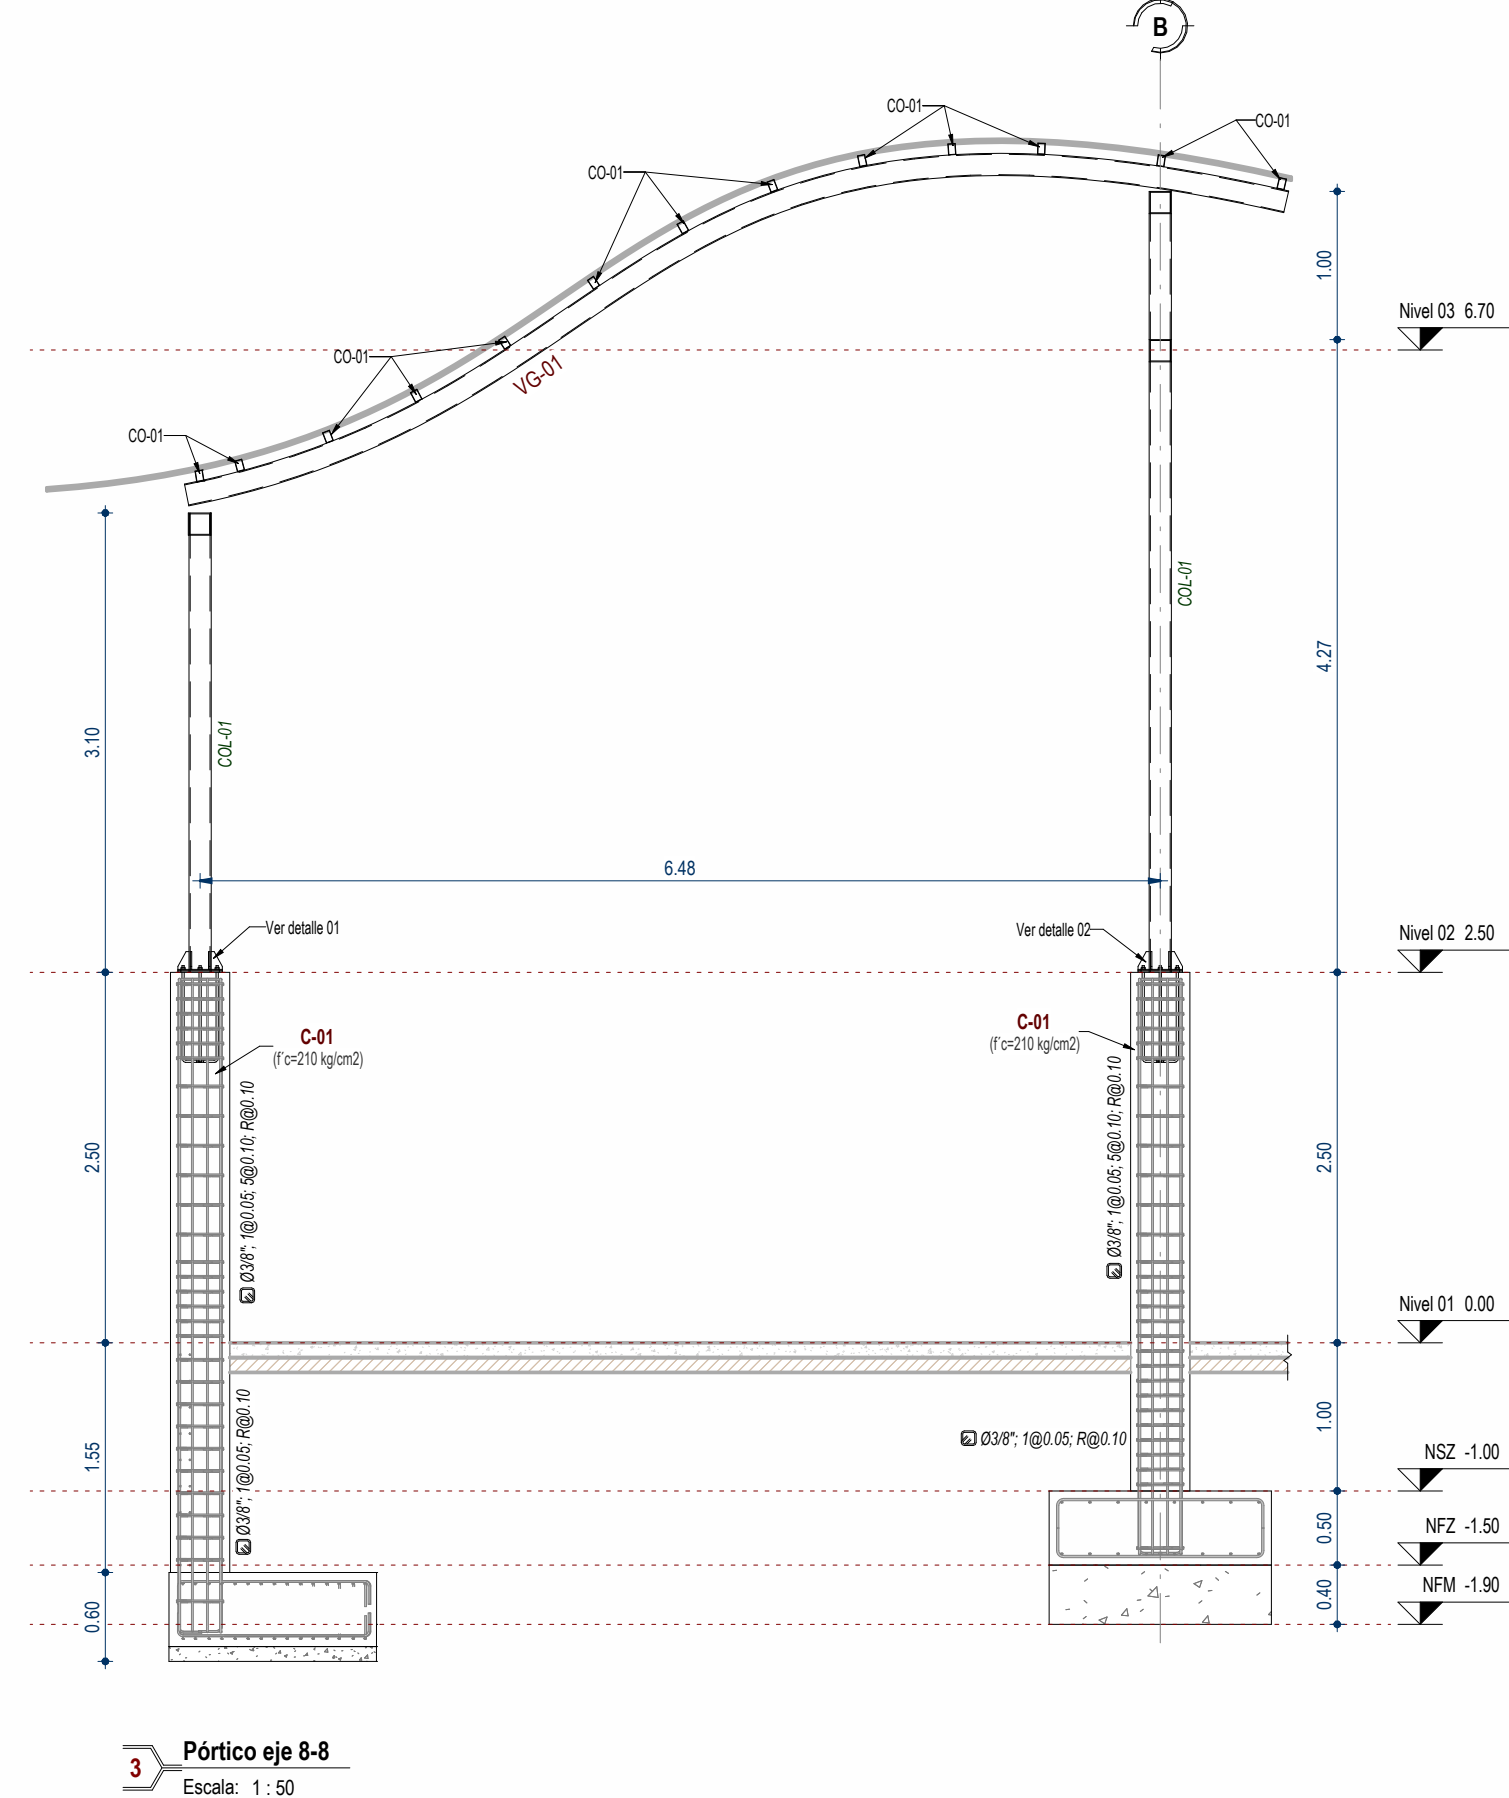 B
CO-01
CO-01
CO-01
CO-01
CO-01
VG-01
1.00
Nivel 03 6.70
COL-01
4.27
3.10
COL-01
6.48
Ver detalle 01
Ver detalle 02
Nivel 02 2.50
C-01
(f´c=210 kg/cm2)
C-01
(f´c=210 kg/cm2)
Ø3/8"; 1@0.05; 5@0.10; R@0.10
Ø3/8"; 1@0.05; 5@0.10; R@0.10
2.50
2.50
Nivel 01 0.00
1.55
Ø3/8"; 1@0.05; R@0.10
Ø3/8"; 1@0.05; R@0.10
1.00
NSZ -1.00
0.50
NFZ -1.50
0.40
NFM -1.90
0.60
3
Pórtico eje 8-8
Escala: 1 : 50